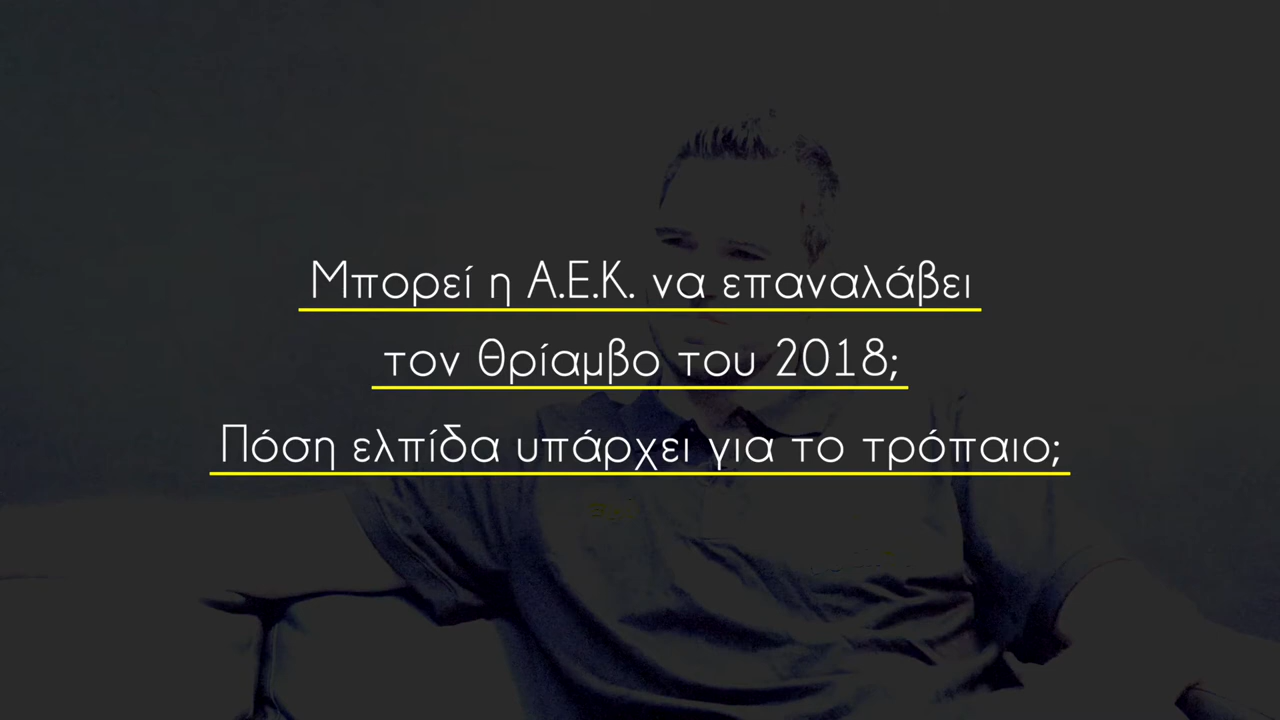 Μπορεί η Α.Ε.Κ. να επαναλάβει
τον θρίαμβο του 2018;
Πόση ελπίδα υπάρχει για το τρόπαιο;